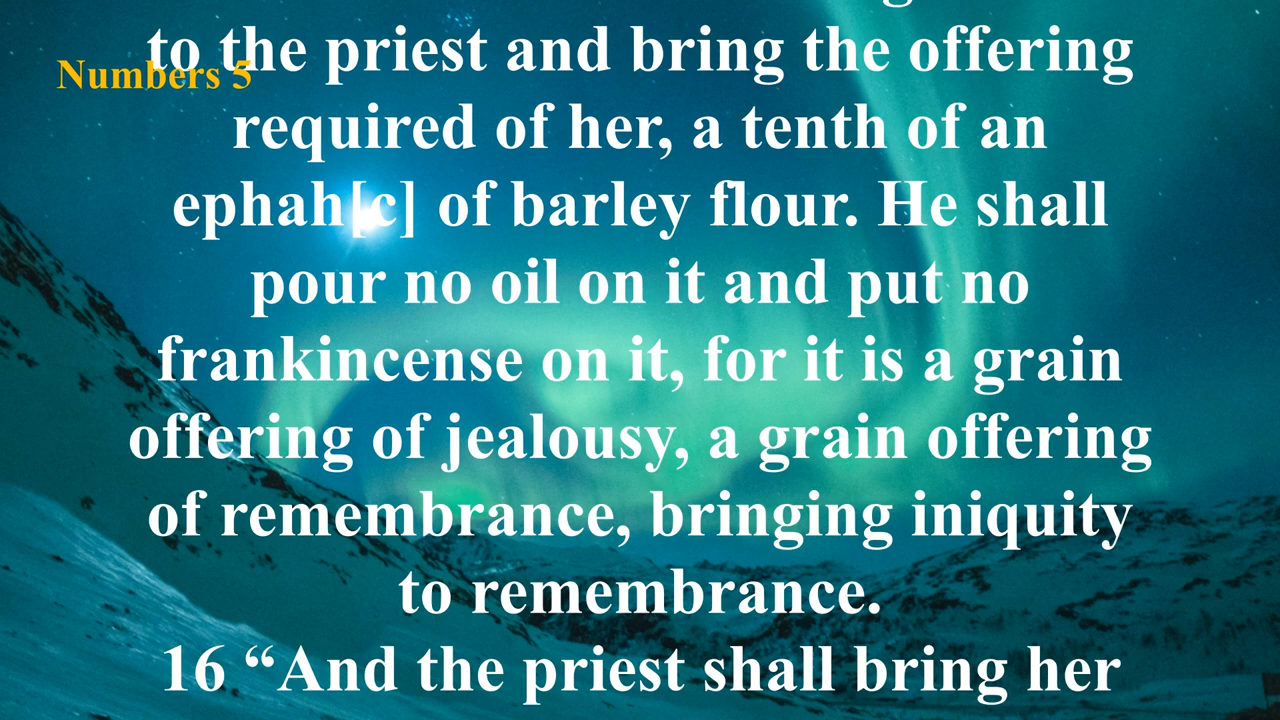 to the priest and bring the offering
Numbers 5
required of her, a tenth of an
ephah[c] of barley flour. He shall
pour no oil on it and put no
frankincense on it, for it is a grain
offering of jealousy, a grain offering
of remembrance, bringing iniquity
to remembrance.
16 “And the priest shall bring her